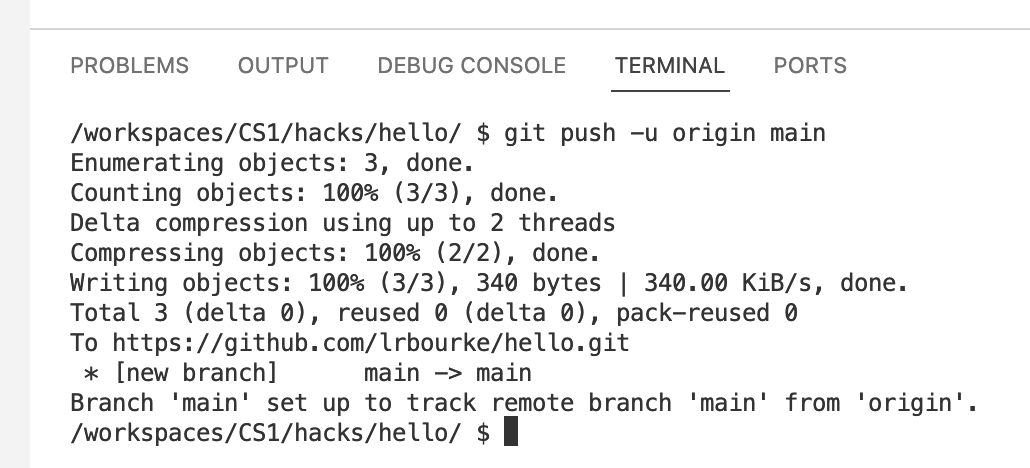 PROBLEMS OUTPUT DEBUG CONSOLE TERMINAL PORTS
/workspaces/CS1/hacks/hello/ $ git push -u origin main
Enumerating objects: 3, done.
Counting objects: 100% (3/3), done.
Delta compression using up to 2 threads
Compressing objects: 100% (2/2), done.
Writing objects: 100% (3/3), 340 bytes | 340.00 KiB/s, done.
Total 3 (delta 0), reused 0 (delta 0), pack-reused 0
To https://github.com/lrbourke/hello.git
 * [new branch]      main -> main
Branch 'main' set up to track remote branch 'main' from 'origin'.
/workspaces/CS1/hacks/hello/ $